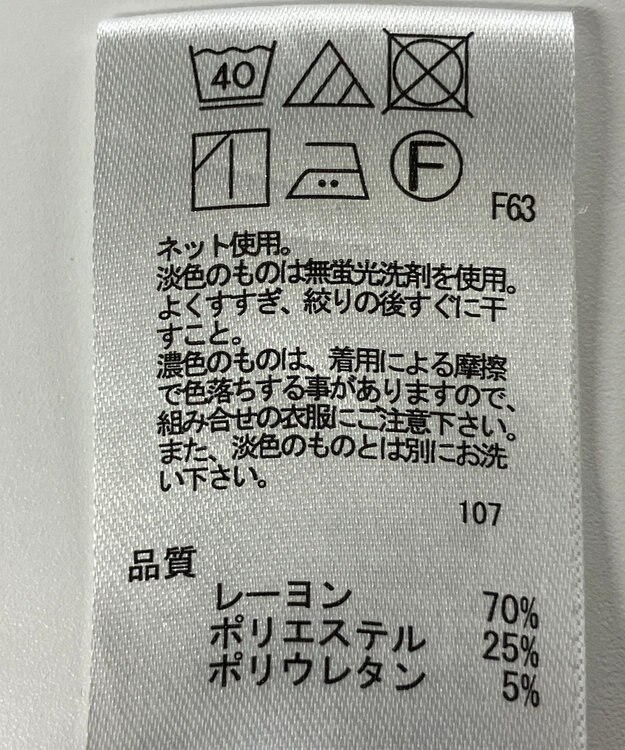 40
F
F63
ネット使用。
淡色のものは無蛍光洗剤を使用。
よくすすぎ、絞りの後すぐに干
すこと。
濃色のものは、着用による摩擦
で色落ちする事がありますので、
組み合せの衣服にご注意下さい。
また、淡色のものとは別にお洗
い下さい。
107
品質
レーヨン 70%
ポリエステル 25%
ポリウレタン 5%